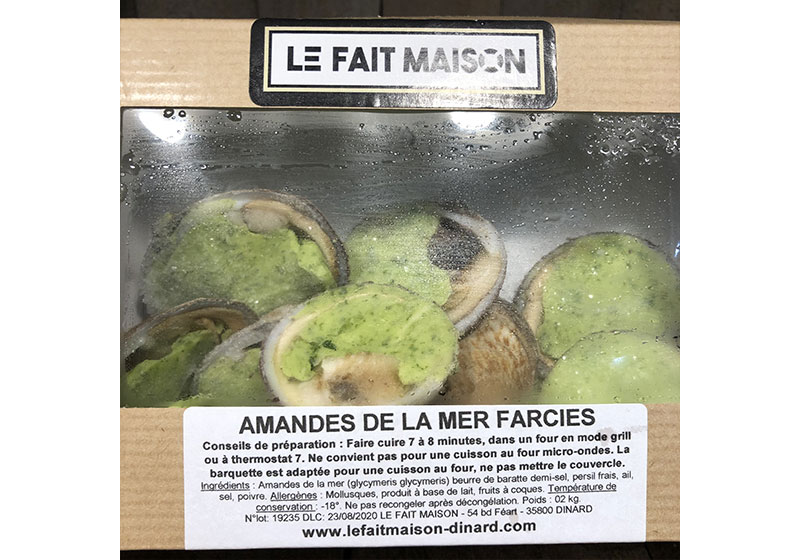 LE FAIT MAISON
AMANDES DE LA MER FARCIES
Conseils de préparation : Faire cuire 7 à 8 minutes, dans un four en mode grill
ou à thermostat 7. Ne convient pas pour une cuisson au four micro-ondes. La
barquette est adaptée pour une cuisson au four, ne pas mettre le couvercle.
Ingrédients : Amandes de la mer (glycymeris glycymeris) beurre de baratte demi-sel, persil frais, ail,
sel, poivre. Allergènes : Mollusques, produit à base de lait, fruits à coques. Température de
conservation : -18°. Ne pas recongeler après décongélation. Poids : 02 kg.
N°lot: 19235 DLC: 23/08/2020 LE FAIT MAISON - 54 bd Féart - 35800 DINARD
www.lefaitmaison-dinard.com